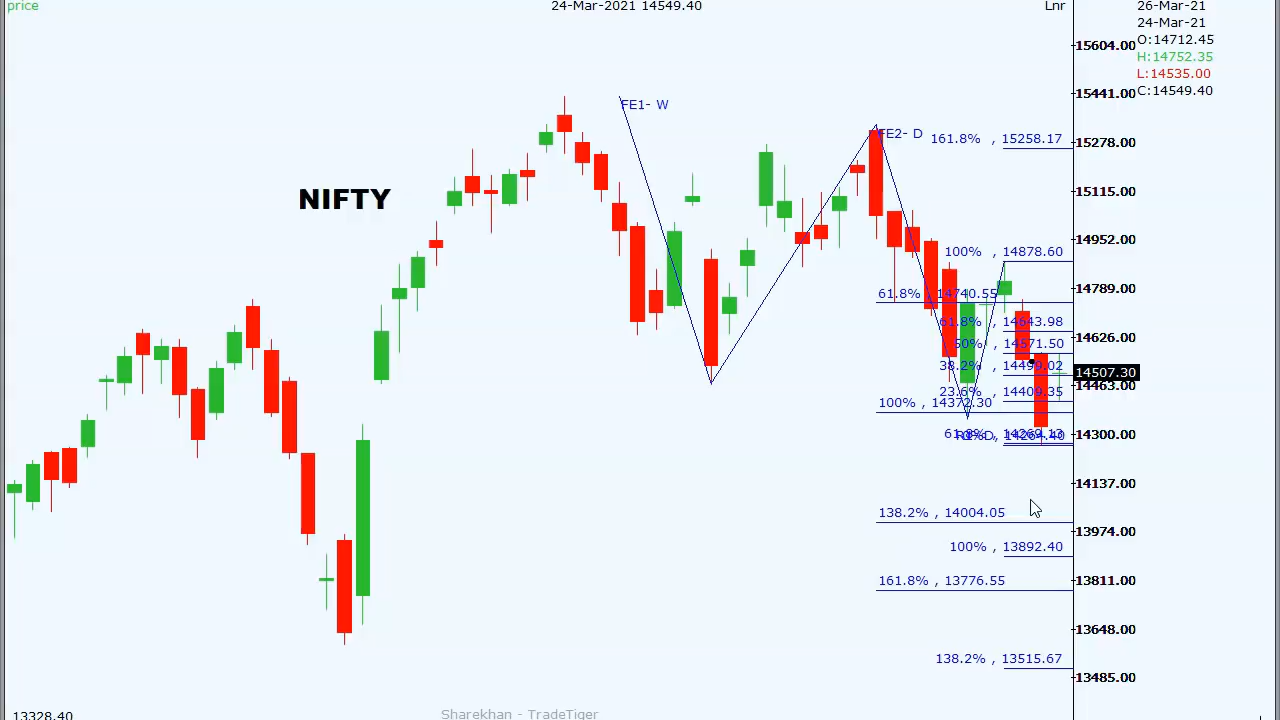 price
24-Mar-2021 14549.40
Lnr
26-Mar-21
24-Mar-21
O:14712.45
H:14752.35
L:14535.00
C:14549.40
15604.00
15441.00
15278.00
15115.00
14952.00
14789.00
14626.00
14507.30
14463.00
14300.00
14137.00
13974.00
13811.00
13648.00
13485.00
NIFTY
FE1- W
FE2- D
161.8% , 15258.17
100% , 14878.60
61.8% , 14740.55
61.8% , 14643.98
50% , 14571.50
38.2% , 14499.02
23.6% , 14409.35
100% , 14372.30
138.2% , 14004.05
100% , 13892.40
161.8% , 13776.55
138.2% , 13515.67
13328.40
Sharekhan - TradeTiger